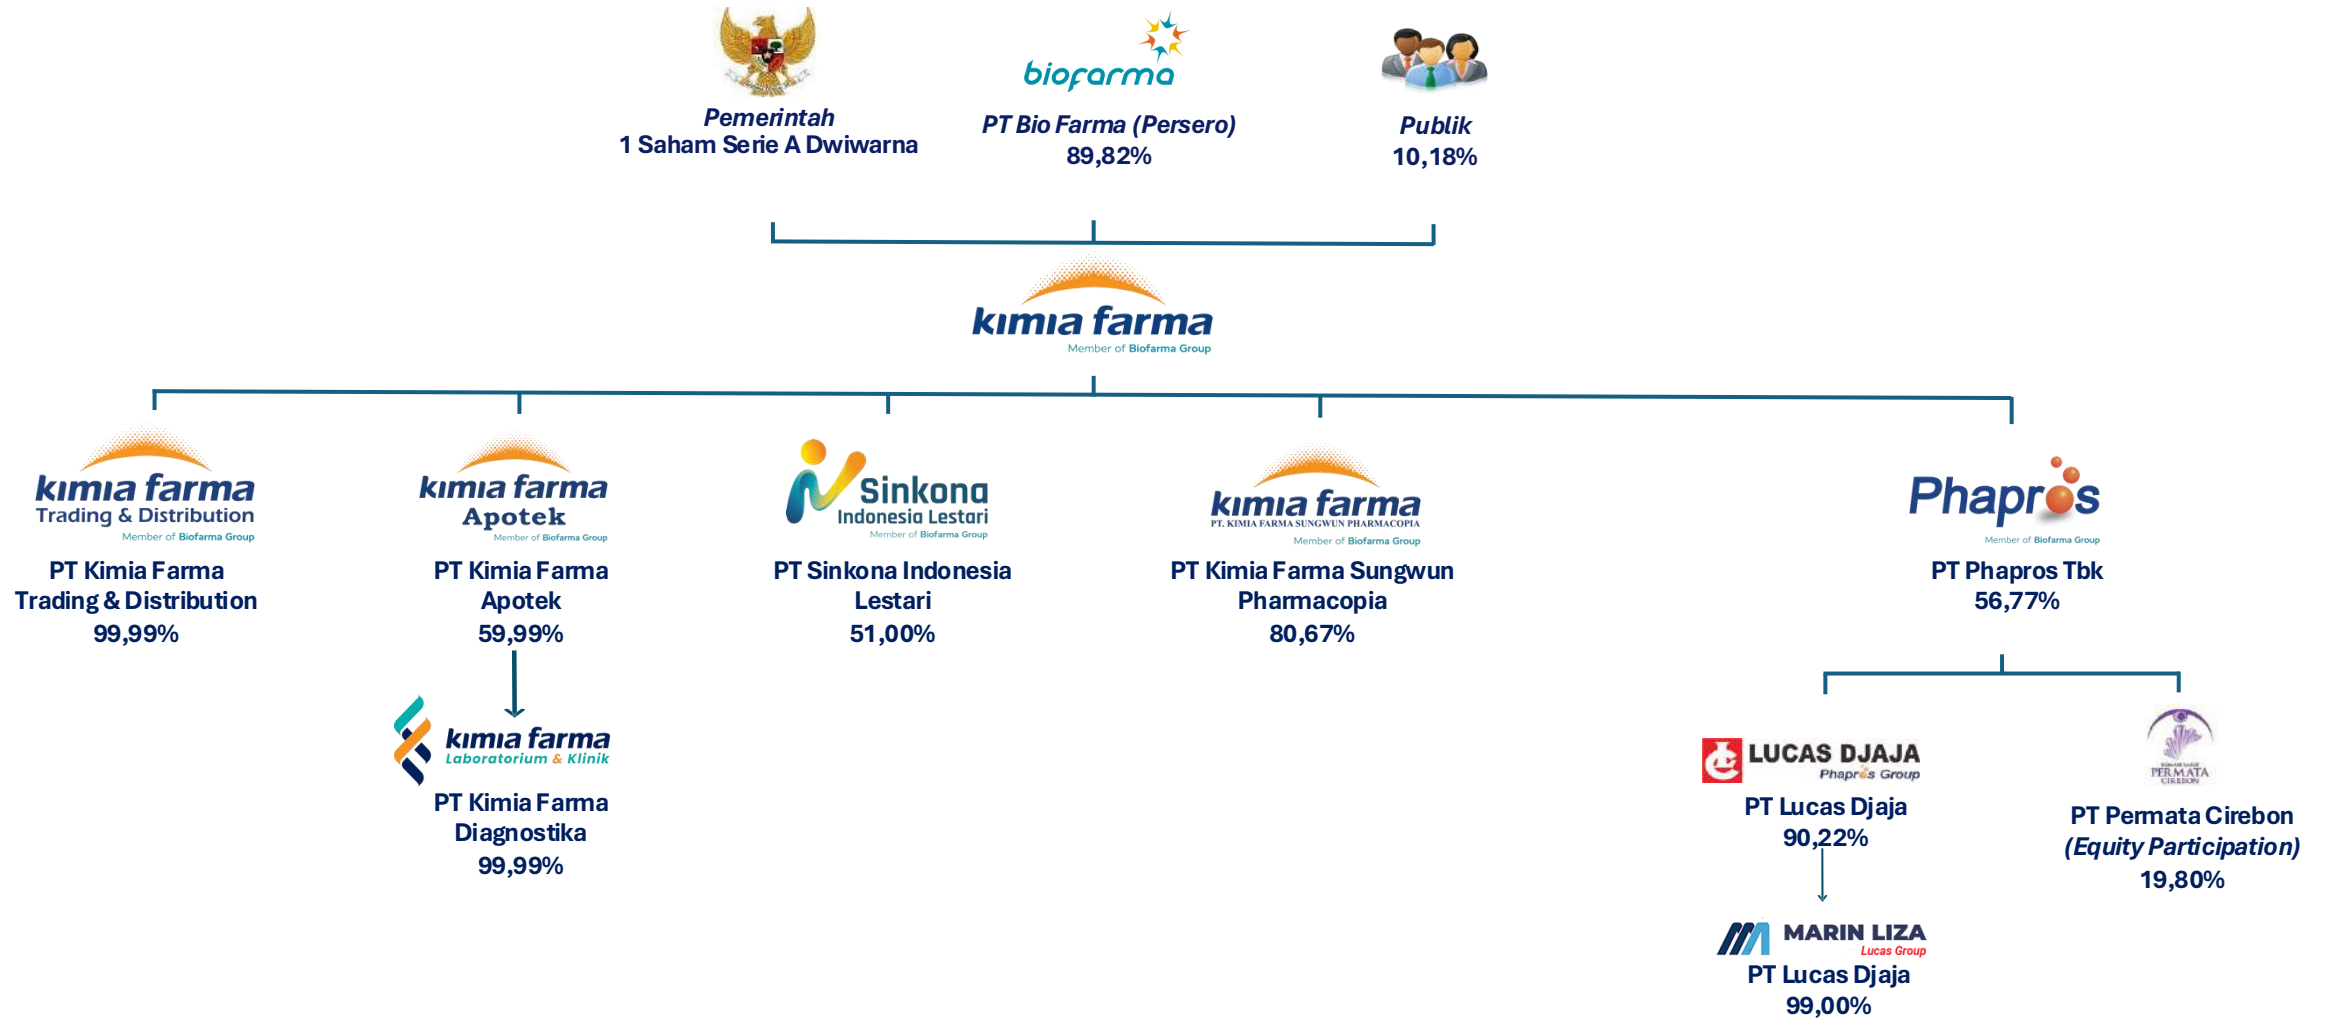 biofarma
Pemerintah
1 Saham Serie A Dwiwarna
PT Bio Farma (Persero)
89,82%
Publik
10,18%
kımıa farma
Member of Biofarma Group
kımıa farma
Trading & Distribution
Member of Biofarma Group
PT Kimia Farma
Trading & Distribution
99,99%
kımıa farma
Apotek
Member of Biofarma Group
PT Kimia Farma
Apotek
59,99%
Sinkona
Indonesia Lestari
Member of Biofarma Group
PT Sinkona Indonesia
Lestari
51,00%
kımıa farma
PT. KIMIA FARMA SUNGWUN PHARMACOPIA
Member of Biofarma Group
PT Kimia Farma Sungwun
Pharmacopia
80,67%
Phapros
Member of Biofarma Group
PT Phapros Tbk
56,77%
kımıa farma
Laboratorium & Klinik
PT Kimia Farma
Diagnostika
99,99%
LUCAS DJAJA
Phapros Group
PT Lucas Djaja
90,22%
PERMATA
CIREBON
PT Permata Cirebon
(Equity Participation)
19,80%
MARIN LIZA
Lucas Group
PT Lucas Djaja
99,00%